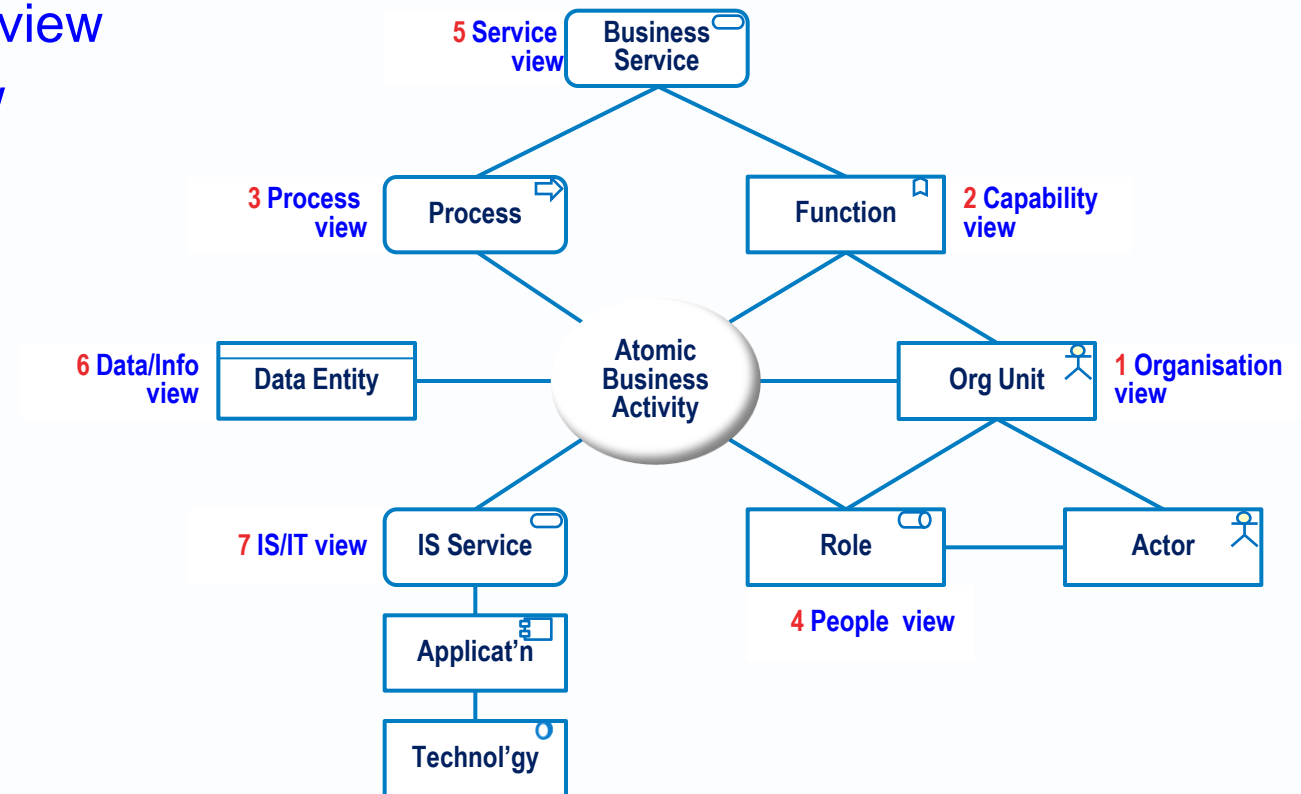 view
5 Service
view
Business
Service
3 Process
view
Process
Function
2 Capability
view
6 Data/Info
view
Data Entity
Atomic
Business
Activity
Org Unit
1 Organisation
view
7 IS/IT view
IS Service
Role
Actor
4 People view
Applicat’n
Technol'gy